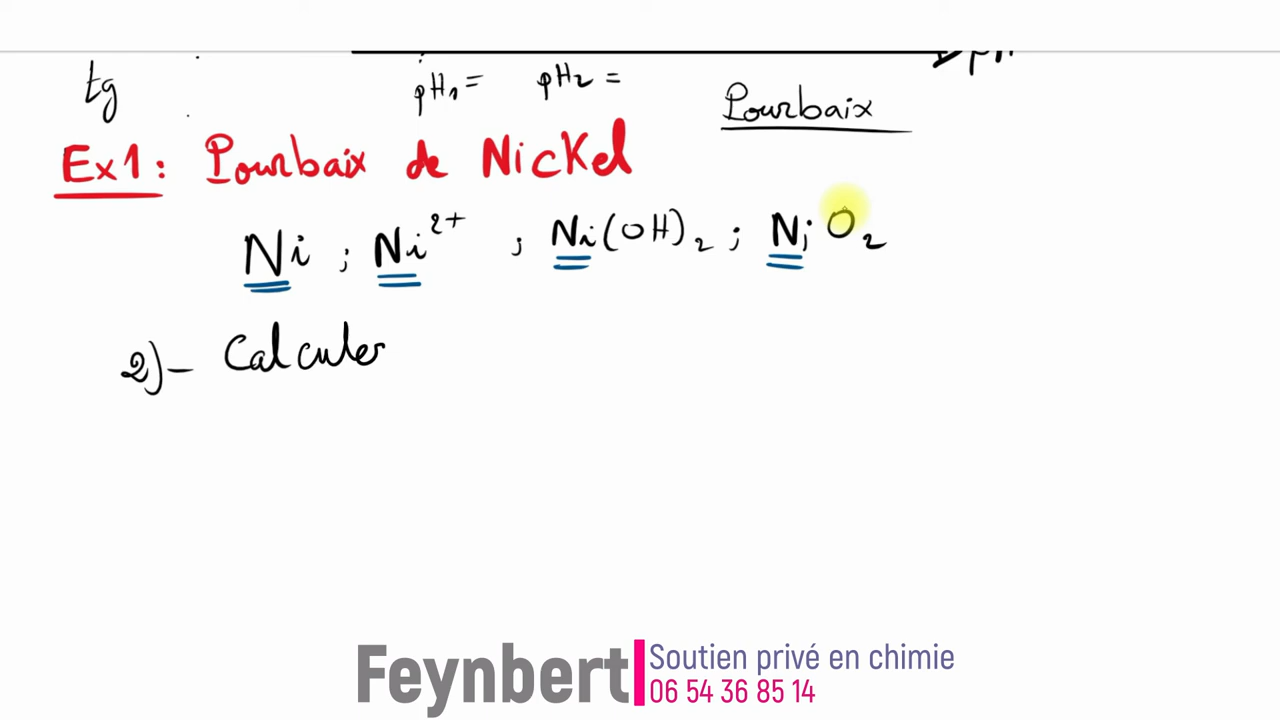 tg pH₁ = pH₂ = Pourbaix
Ex1: Pourbaix de Nickel
Ni ; Ni²⁺ ; Ni(OH)₂ ; NiO₂
2)- Calculer
Feynbert
Soutien privé en chimie
06 54 36 85 14